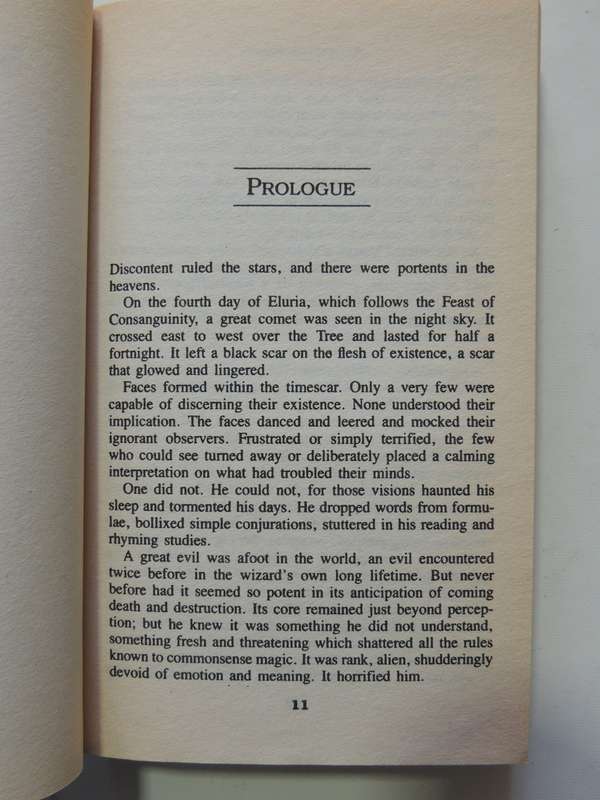 PROLOGUE
Discontent ruled the stars, and there were portents in the
heavens.
On the fourth day of Eluria, which follows the Feast of
Consanguinity, a great comet was seen in the night sky. It
crossed east to west over the Tree and lasted for half a
fortnight. It left a black scar on the flesh of existence, a scar
that glowed and lingered.
Faces formed within the timescar. Only a very few were
capable of discerning their existence. None understood their
implication. The faces danced and leered and mocked their
ignorant observers. Frustrated or simply terrified, the few
who could see turned away or deliberately placed a calming
interpretation on what had troubled their minds.
One did not. He could not, for those visions haunted his
sleep and tormented his days. He dropped words from formu-
lae, bollixed simple conjurations, stuttered in his reading and
rhyming studies.
A great evil was afoot in the world, an evil encountered
twice before in the wizard's own long lifetime. But never
before had it seemed so potent in its anticipation of coming
death and destruction. Its core remained just beyond percep-
tion; but he knew it was something he did not understand,
something fresh and threatening which shattered all the rules
known to commonsense magic. It was rank, alien, shudderingly
devoid of emotion and meaning. It horrified him.
11